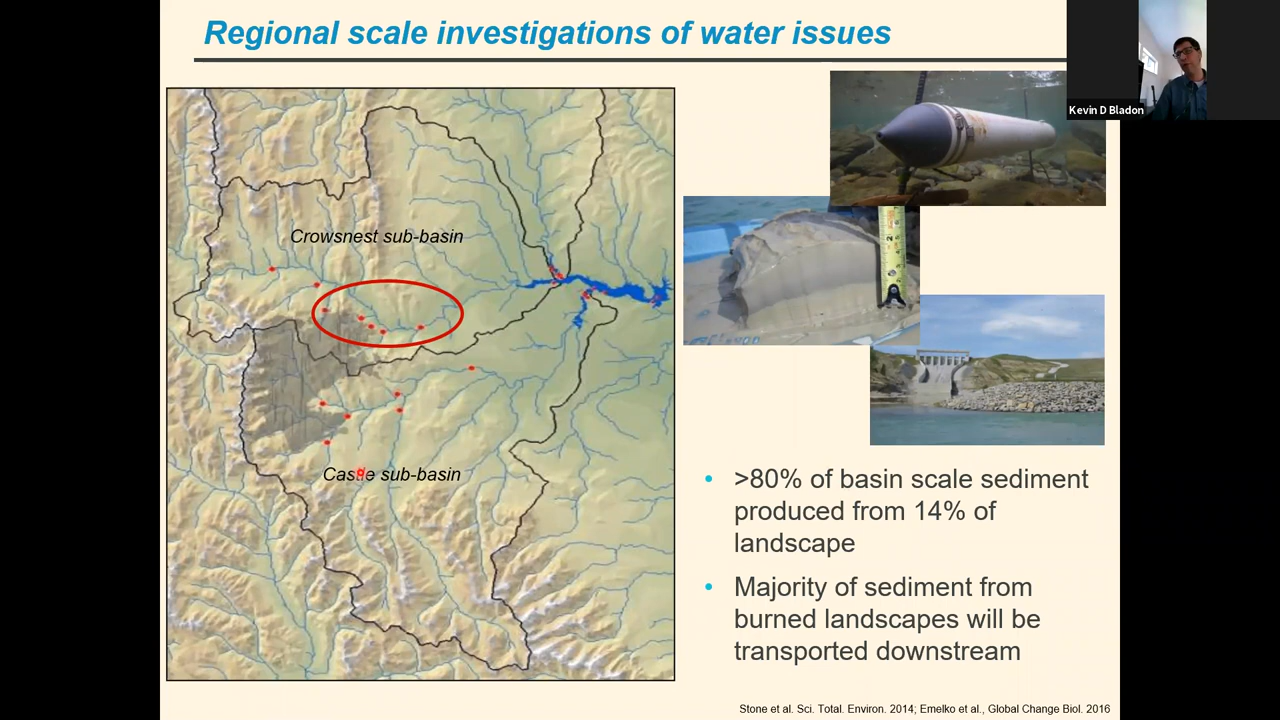 Regional scale investigations of water issues
Kevin D Bladon
Crowsnest sub-basin
Castle sub-basin
• >80% of basin scale sediment
produced from 14% of
landscape
• Majority of sediment from
burned landscapes will be
transported downstream
Stone et al. Sci. Total. Environ. 2014; Emelko et al., Global Change Biol. 2016